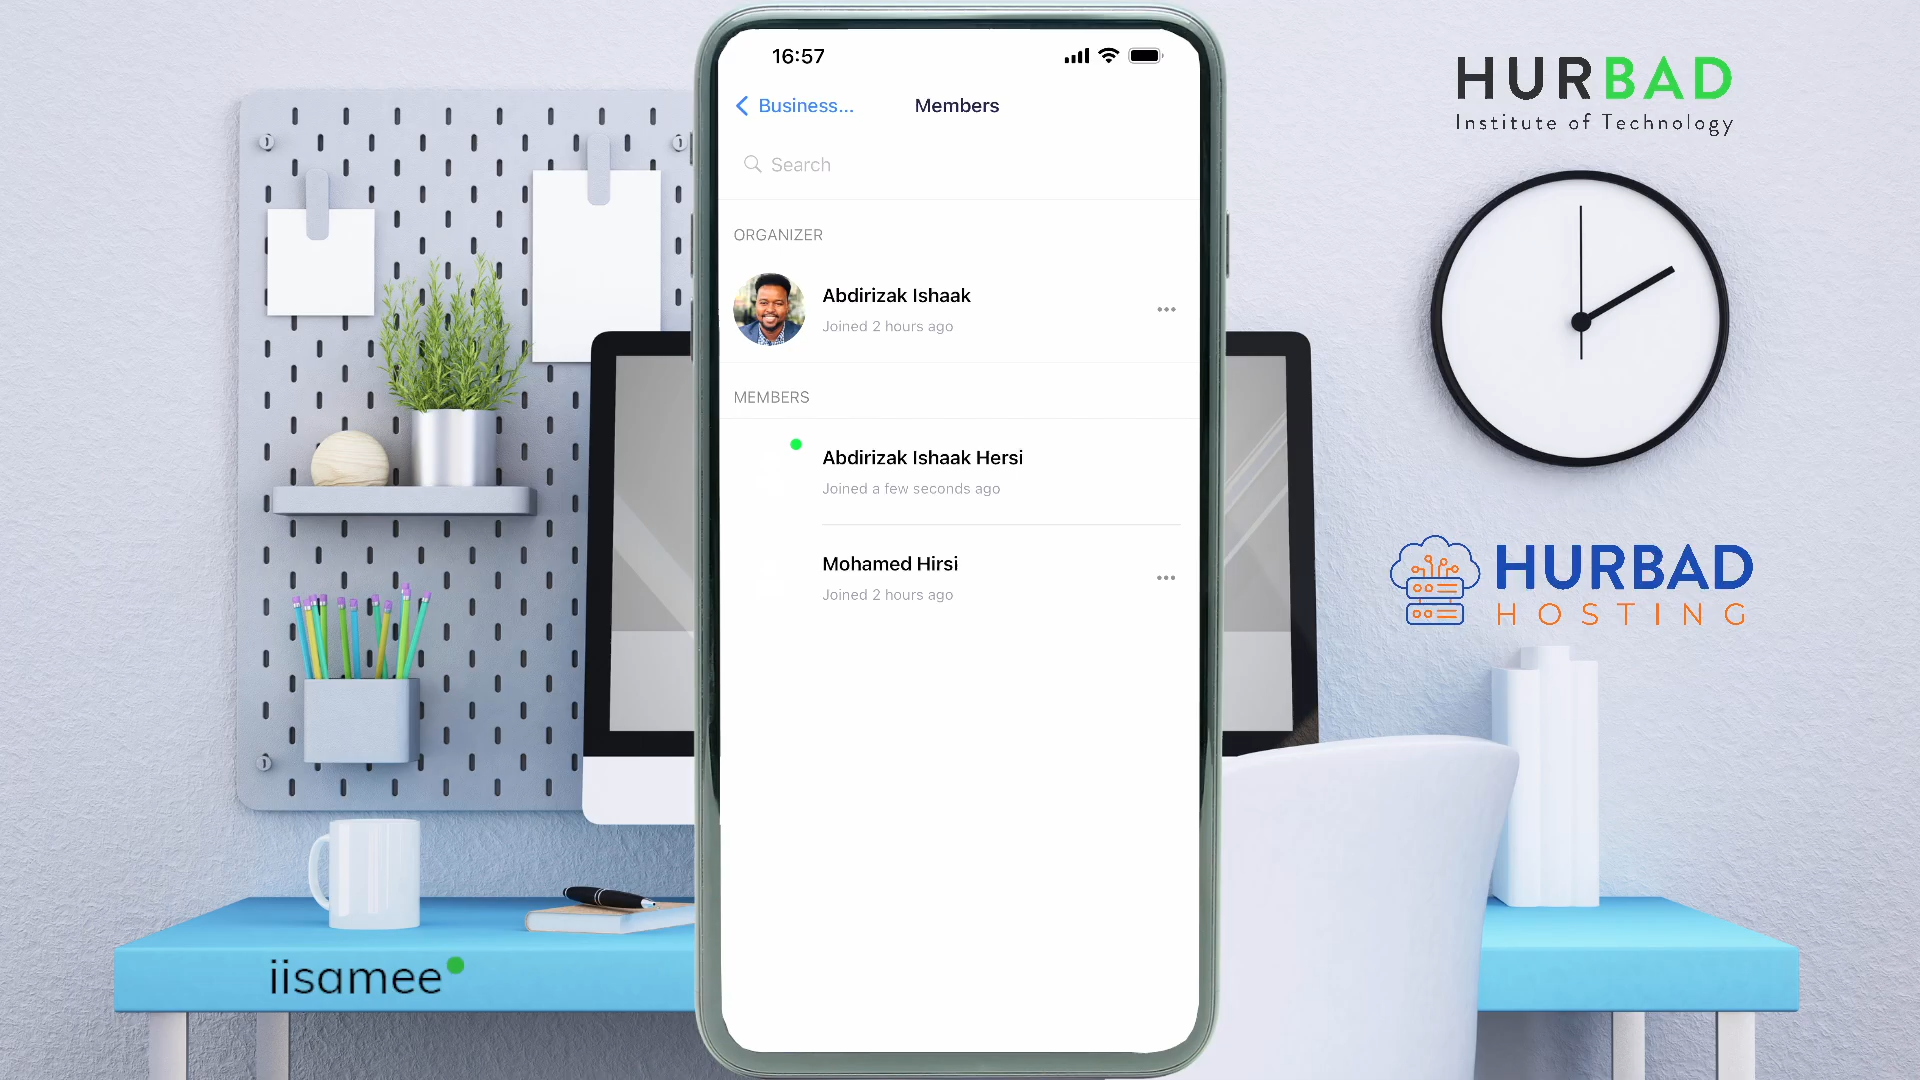 16:57
Business...
Members
Search
ORGANIZER
Abdirizak Ishaak
Joined 2 hours ago
MEMBERS
Abdirizak Ishaak Hersi
Joined a few seconds ago
Mohamed Hirsi
Joined 2 hours ago
HURBAD
Institute of Technology
HURBAD
HOSTING
iisamee